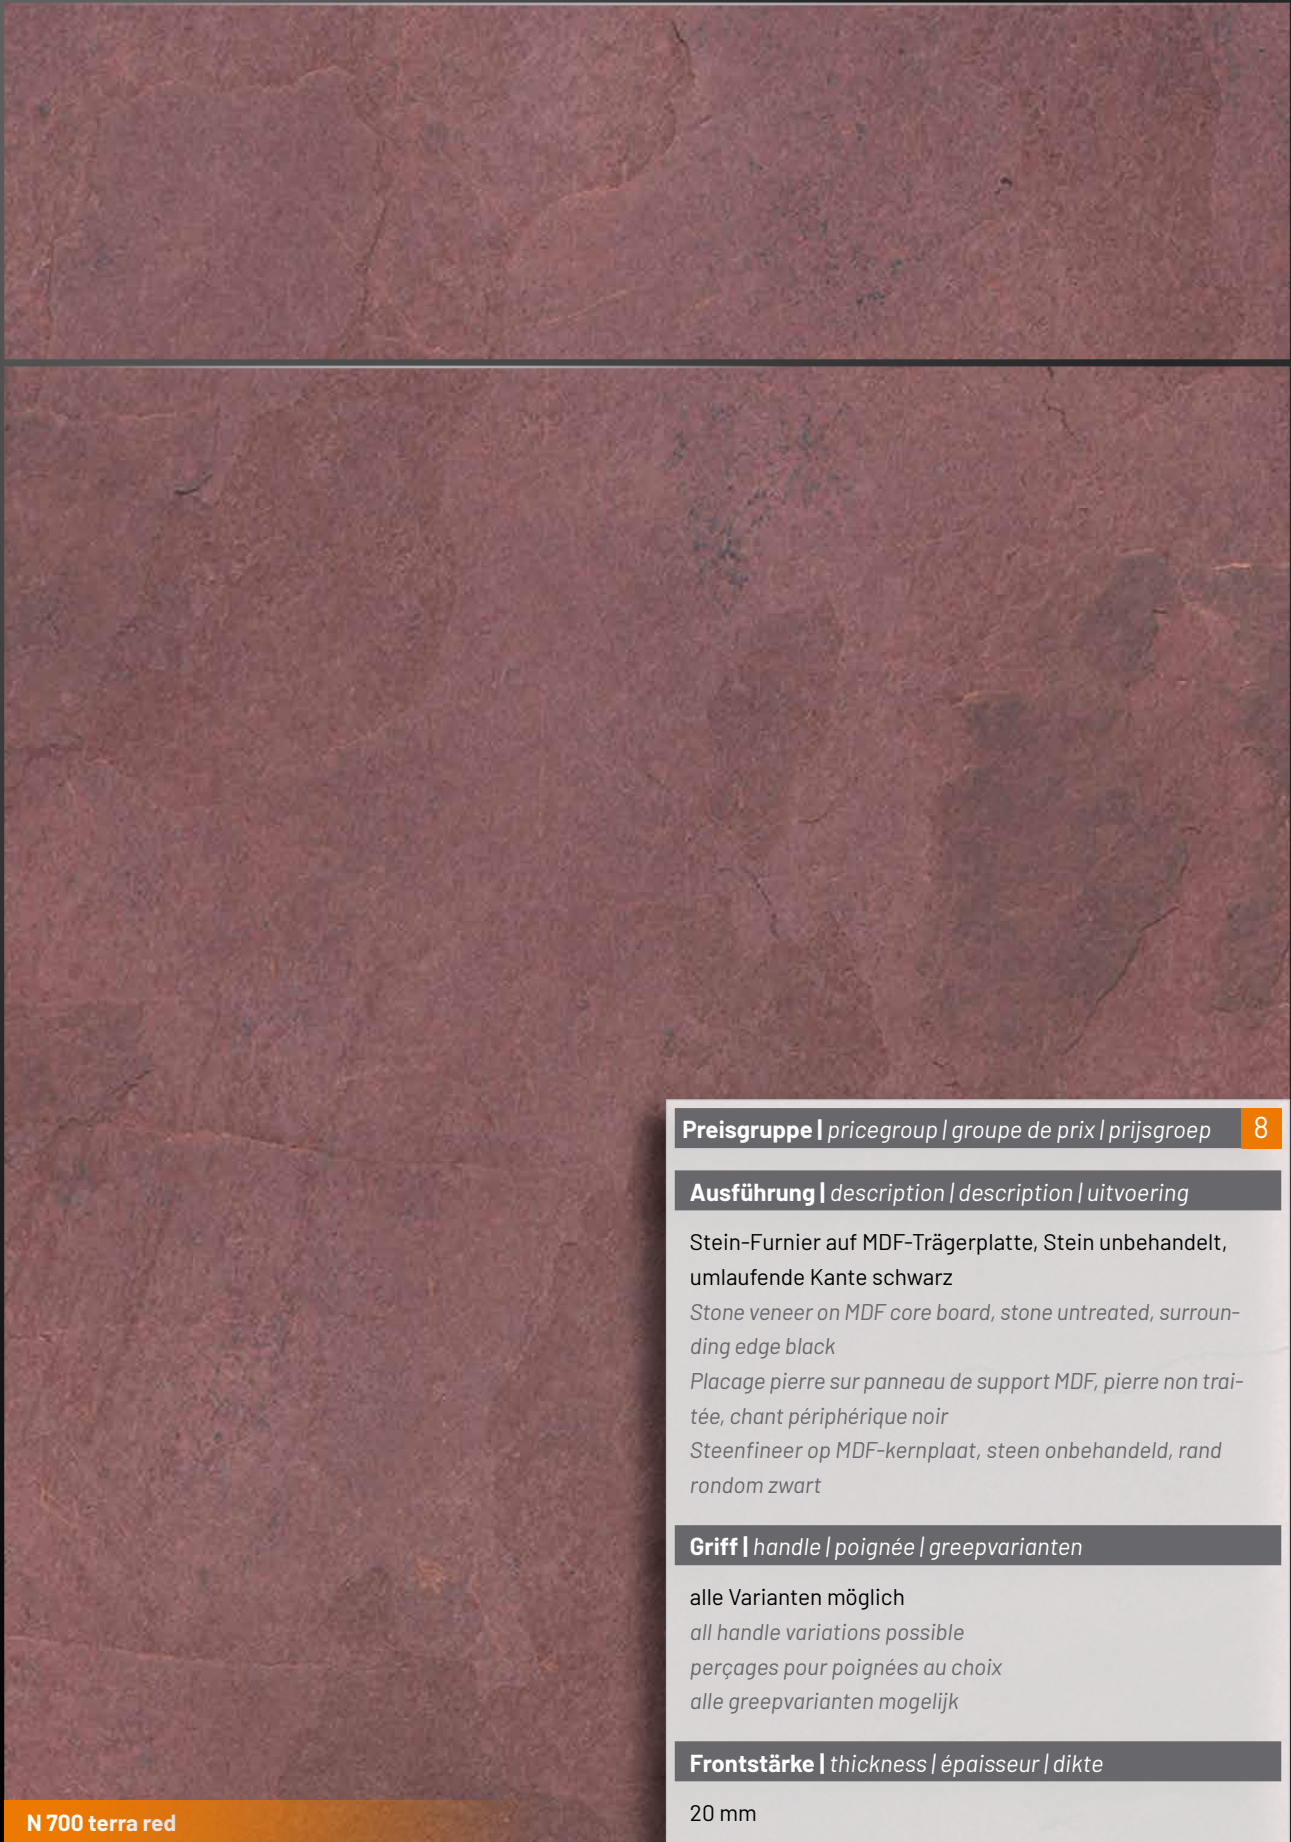 Preisgruppe | pricegroup | groupe de prix | prijsgroep 8
Ausführung | description | description | uitvoering
Stein-Furnier auf MDF-Trägerplatte, Stein unbehandelt,
umlaufende Kante schwarz
Stone veneer on MDF core board, stone untreated, surroun-
ding edge black
Placage pierre sur panneau de support MDF, pierre non trai-
tée, chant périphérique noir
Steenfineer op MDF-kernplaat, steen onbehandeld, rand
rondom zwart
Griff | handle | poignée | greepvarianten
alle Varianten möglich
all handle variations possible
perçages pour poignées au choix
alle greepvarianten mogelijk
Frontstärke | thickness | épaisseur | dikte
20 mm
N 700 terra red